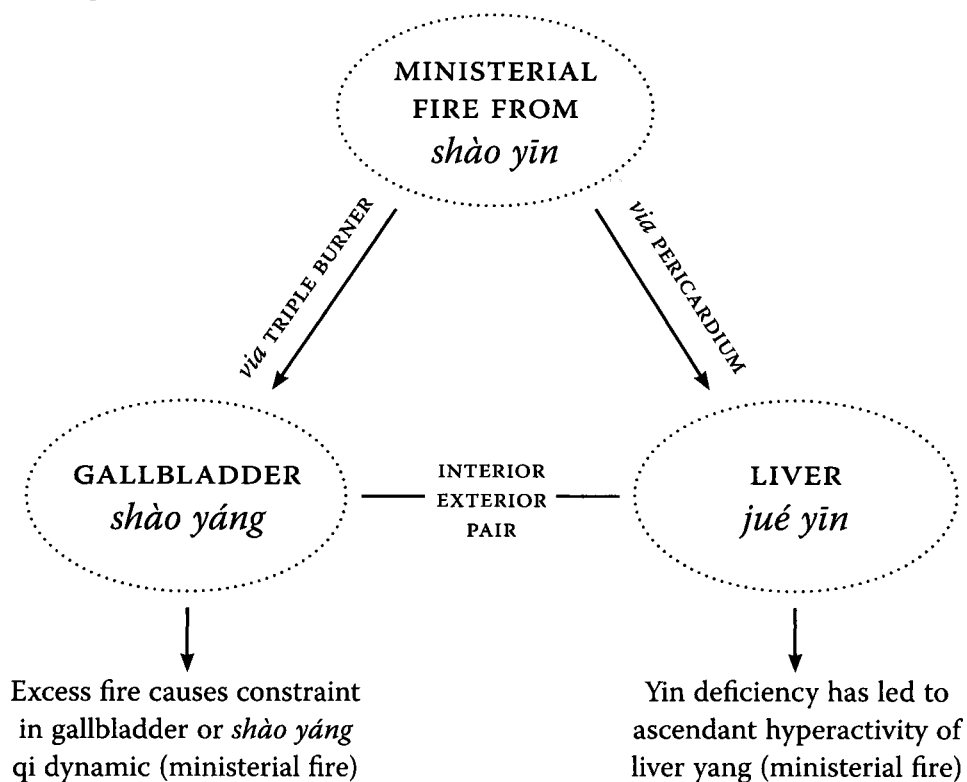 MINISTERIAL
FIRE FROM
shào yīn
via TRIPLE BURNER
via PERICARDIUM
GALLBLADDER
shào yáng
INTERIOR
EXTERIOR
PAIR
LIVER
jué yīn
Excess fire causes constraint
in gallbladder or shào yáng
qi dynamic (ministerial fire)
Yin deficiency has led to
ascendant hyperactivity of
liver yang (ministerial fire)